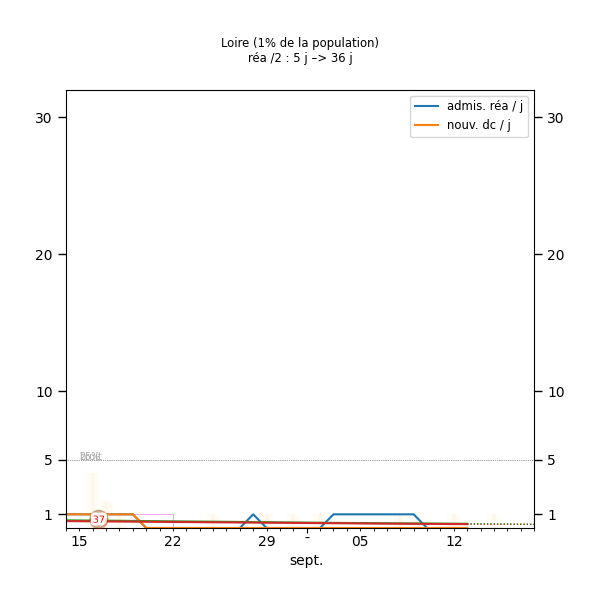 Loire (1% de la population)
réa /2 : 5 j –> 36 j
admis. réa / j
nouv. dc / j
30 30
20 20
10 10
5 5
37
1 1
15 22 29 - 05 12
sept.